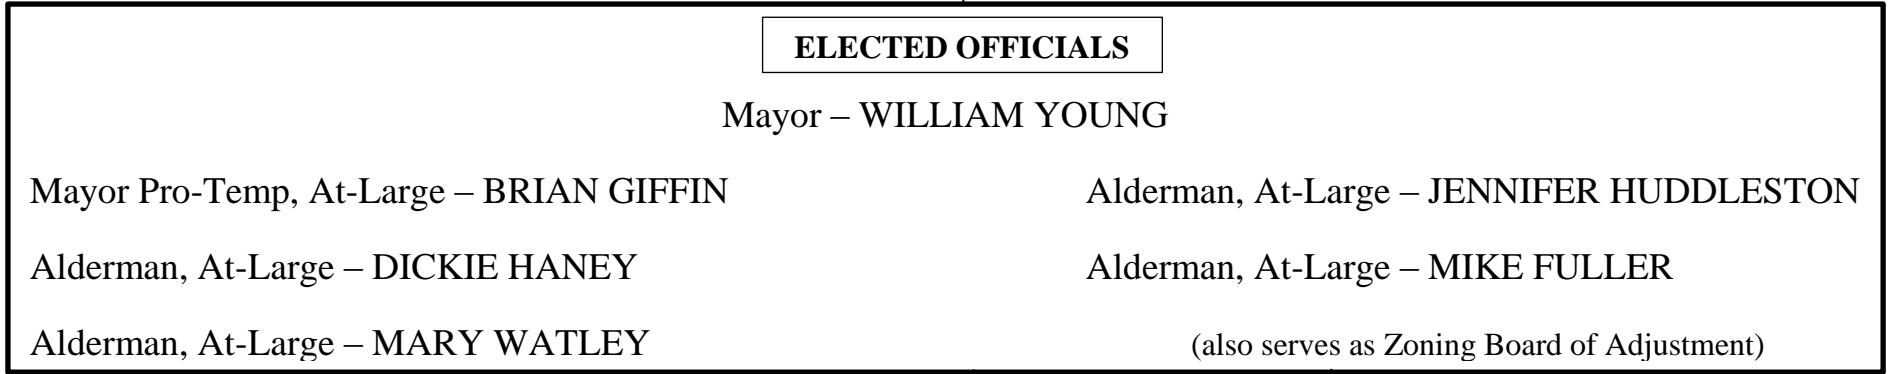 ELECTED OFFICIALS
Mayor – WILLIAM YOUNG
Mayor Pro-Temp, At-Large – BRIAN GIFFIN
Alderman, At-Large – JENNIFER HUDDLESTON
Alderman, At-Large – DICKIE HANEY
Alderman, At-Large – MIKE FULLER
Alderman, At-Large – MARY WATLEY
(also serves as Zoning Board of Adjustment)